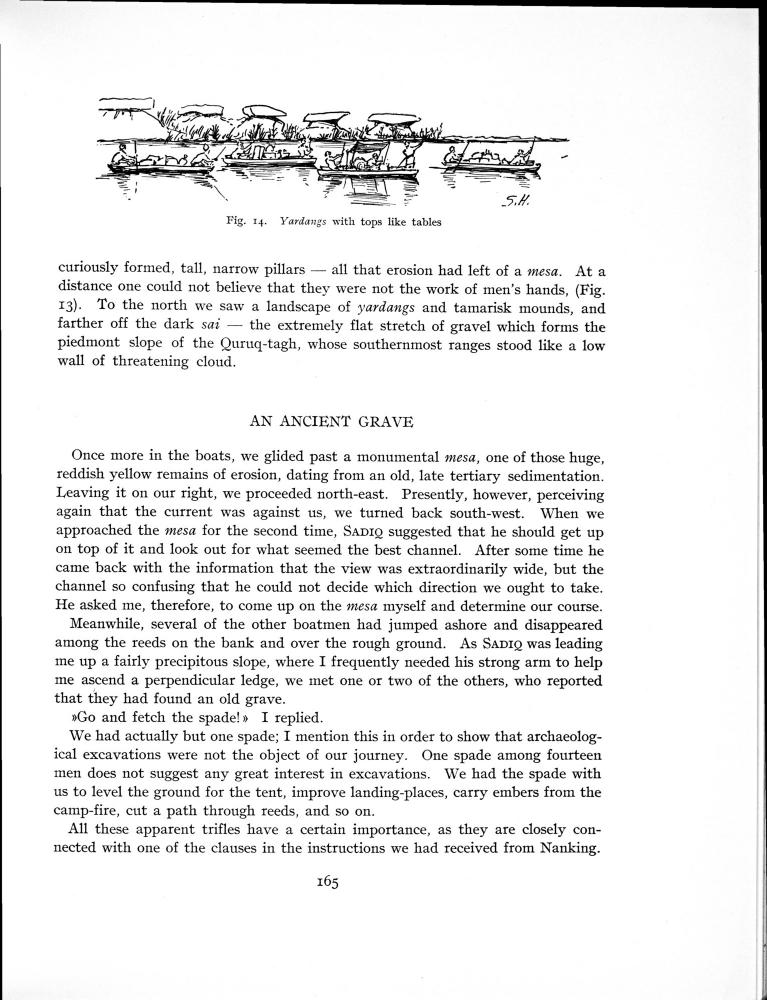 S.H.
Fig. 14. Yardangs with tops like tables
curiously formed, tall, narrow pillars — all that erosion had left of a mesa. At a
distance one could not believe that they were not the work of men's hands, (Fig.
13). To the north we saw a landscape of yardangs and tamarisk mounds, and
farther off the dark sai — the extremely flat stretch of gravel which forms the
piedmont slope of the Quruq-tagh, whose southernmost ranges stood like a low
wall of threatening cloud.
AN ANCIENT GRAVE
Once more in the boats, we glided past a monumental mesa, one of those huge,
reddish yellow remains of erosion, dating from an old, late tertiary sedimentation.
Leaving it on our right, we proceeded north-east. Presently, however, perceiving
again that the current was against us, we turned back south-west. When we
approached the mesa for the second time, SADIQ suggested that he should get up
on top of it and look out for what seemed the best channel. After some time he
came back with the information that the view was extraordinarily wide, but the
channel so confusing that he could not decide which direction we ought to take.
He asked me, therefore, to come up on the mesa myself and determine our course.
Meanwhile, several of the other boatmen had jumped ashore and disappeared
among the reeds on the bank and over the rough ground. As SADIQ was leading
me up a fairly precipitous slope, where I frequently needed his strong arm to help
me ascend a perpendicular ledge, we met one or two of the others, who reported
that they had found an old grave.
»Go and fetch the spade!» I replied.
We had actually but one spade; I mention this in order to show that archaeolog-
ical excavations were not the object of our journey. One spade among fourteen
men does not suggest any great interest in excavations. We had the spade with
us to level the ground for the tent, improve landing-places, carry embers from the
camp-fire, cut a path through reeds, and so on.
All these apparent trifles have a certain importance, as they are closely con-
nected with one of the clauses in the instructions we had received from Nanking.
165